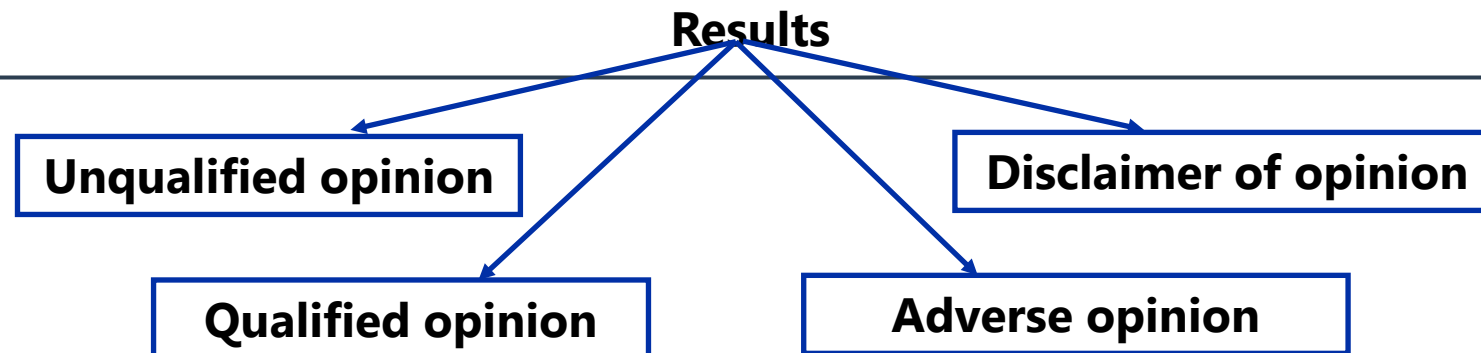 Results
Unqualified opinion
Disclaimer of opinion
Qualified opinion
Adverse opinion